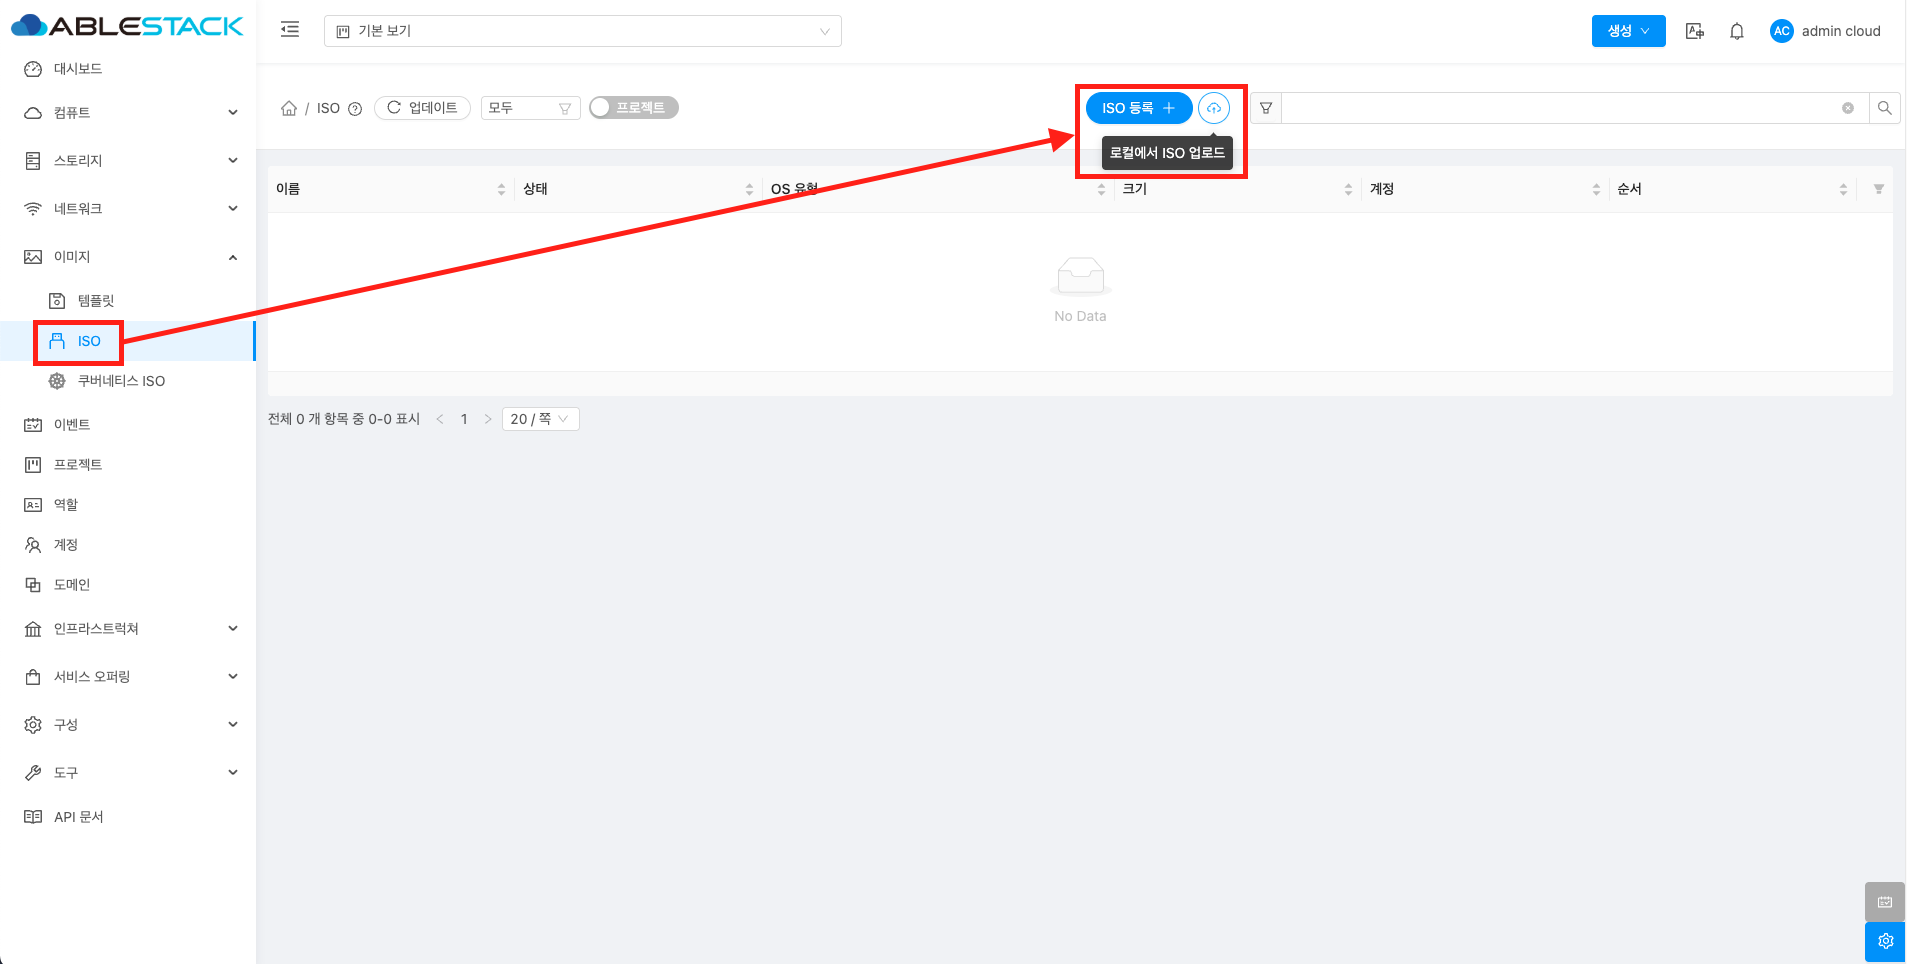 ABLESTACK
기본 보기
생성
AC
admin cloud
대시보드
컴퓨트
스토리지
네트워크
이미지
템플릿
ISO
쿠버네티스 ISO
이벤트
프로젝트
역할
계정
도메인
인프라스트럭쳐
서비스 오퍼링
구성
도구
API 문서
/ ISO
업데이트
모두
프로젝트
ISO 등록
로컬에서 ISO 업로드
이름
상태
OS 유형
크기
계정
순서
No Data
전체 0 개 항목 중 0-0 표시
1
20 / 쪽